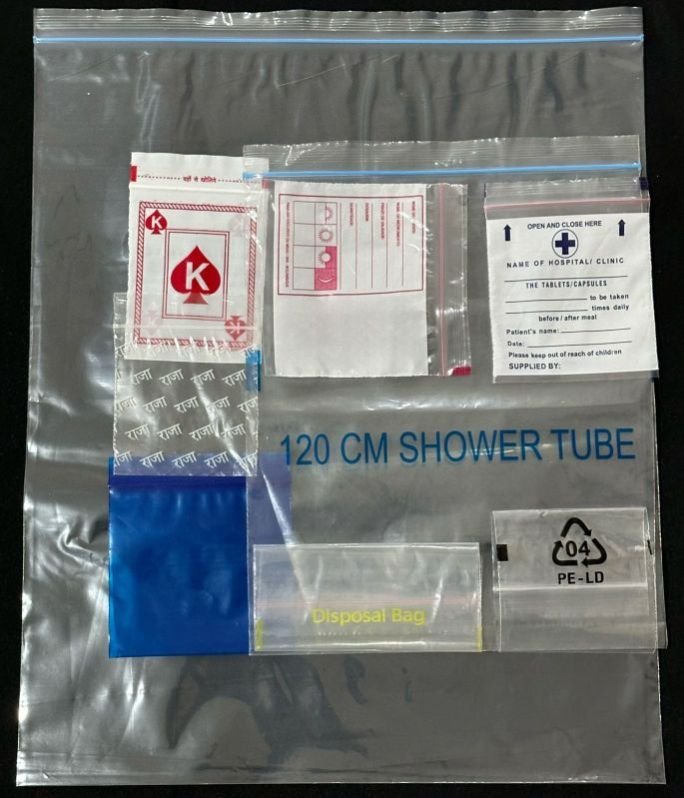 यहाँ से खोलिये
K
K
K
OPEN AND CLOSE HERE
NAME OF HOSPITAL/ CLINIC
THE TABLETS/CAPSULES
to be taken
times daily
before / after meal
Patient's name:
Date:
Please keep out of reach of children
SUPPLIED BY:
राजा राजा राजा राजा
राजा राजा राजा
राजा राजा राजा राजा
राजा राजा राजा
राजा राजा राजा
120 CM SHOWER TUBE
Disposal Bag
04
PE-LD